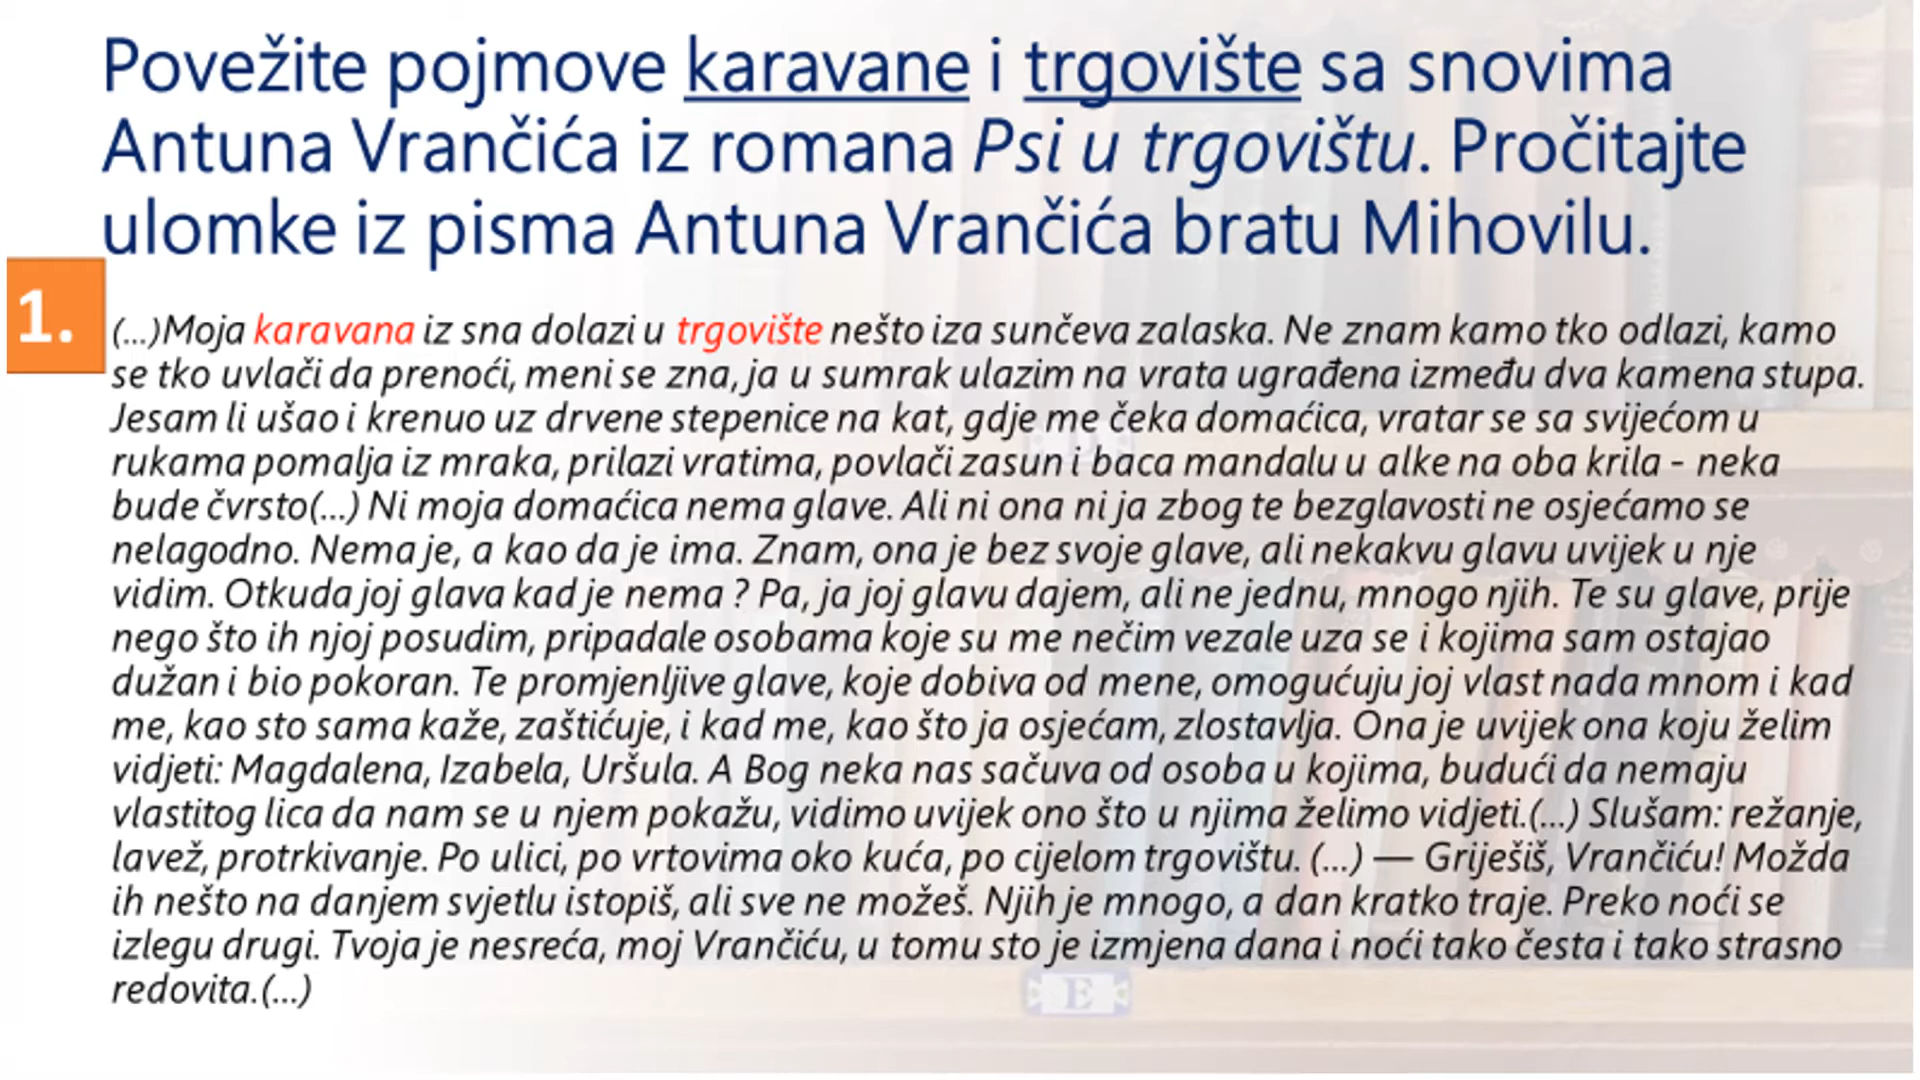 Povežite pojmove karavane i trgovište sa snovima
Antuna Vrančića iz romana Psi u trgovištu. Pročitajte
ulomke iz pisma Antuna Vrančića bratu Mihovilu.
1.
(...)Moja karavana iz sna dolazi u trgovište nešto iza sunčeva zalaska. Ne znam kamo tko odlazi, kamo
se tko uvlači da prenoći, meni se zna, ja u sumrak ulazim na vrata ugrađena između dva kamena stupa.
Jesam li ušao i krenuo uz drvene stepenice na kat, gdje me čeka domaćica, vratar se sa svijećom u
rukama pomalja iz mraka, prilazi vratima, povlači zasun i baca mandalu u alke na oba krila - neka
bude čvrsto(...) Ni moja domaćica nema glave. Ali ni ona ni ja zbog te bezglavosti ne osjećamo se
nelagodno. Nema je, a kao da je ima. Znam, ona je bez svoje glave, ali nekakvu glavu uvijek u nje
vidim. Otkuda joj glava kad je nema ? Pa, ja joj glavu dajem, ali ne jednu, mnogo njih. Te su glave, prije
nego što ih njoj posudim, pripadale osobama koje su me nečim vezale uza se i kojima sam ostajao
dužan i bio pokoran. Te promjenljive glave, koje dobiva od mene, omogućuju joj vlast nada mnom i kad
me, kao sto sama kaže, zaštićuje, i kad me, kao što ja osjećam, zlostavlja. Ona je uvijek ona koju želim
vidjeti: Magdalena, Izabela, Uršula. A Bog neka nas sačuva od osoba u kojima, budući da nemaju
vlastitog lica da nam se u njem pokažu, vidimo uvijek ono što u njima želimo vidjeti.(...) Slušam: režanje,
lavež, protrkivanje. Po ulici, po vrtovima oko kuća, po cijelom trgovištu. (...) — Griješiš, Vrančiću! Možda
ih nešto na danjem svjetlu istopiš, ali sve ne možeš. Njih je mnogo, a dan kratko traje. Preko noći se
izlegu drugi. Tvoja je nesreća, moj Vrančiću, u tomu sto je izmjena dana i noći tako česta i tako strasno
redovita.(...)
E